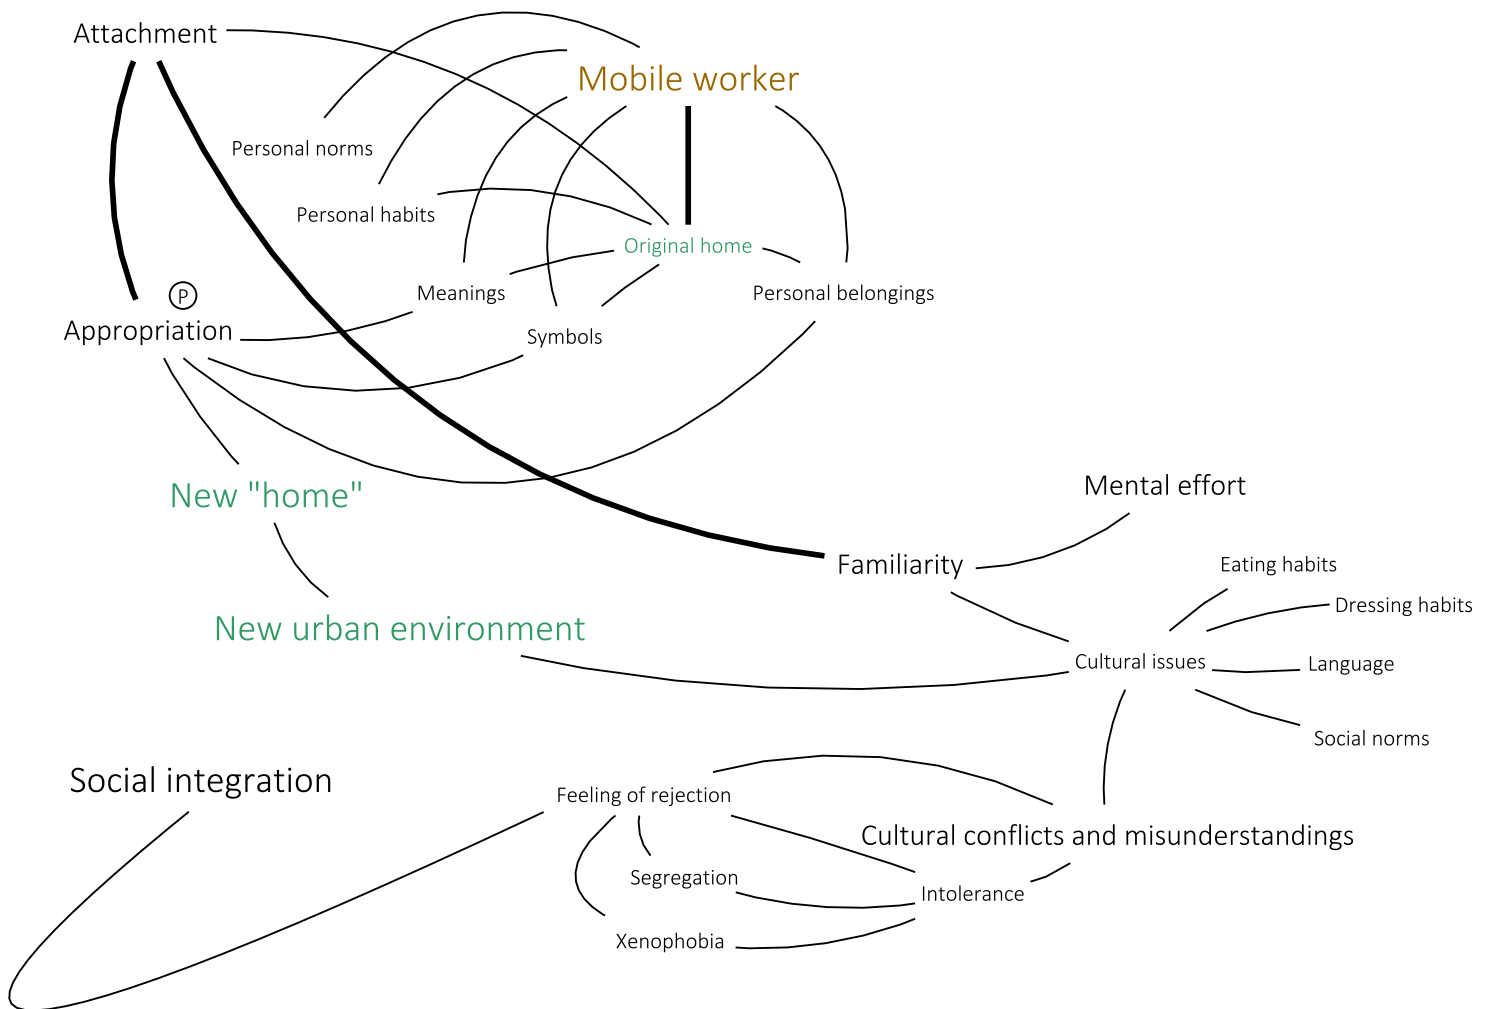 Attachment
Mobile worker
Personal norms
Personal habits
Original home
Meanings
Personal belongings
P
Appropriation
Symbols
New "home"
Mental effort
Familiarity
Eating habits
Dressing habits
New urban environment
Cultural issues
Language
Social norms
Social integration
Feeling of rejection
Cultural conflicts and misunderstandings
Segregation
Intolerance
Xenophobia